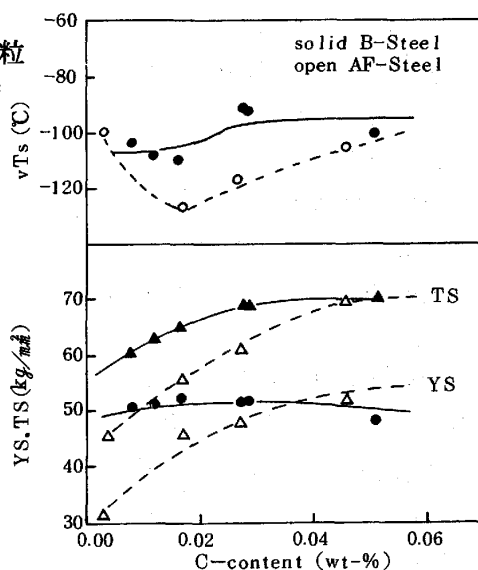 粒
solid B-Steel
open AF-Steel
vTs (℃)
-60
-80
-100
-120
TS
YS
YS.TS (kg/mm²)
70
60
50
40
30
0.00 0.02 0.04 0.06
C-content (wt-%)